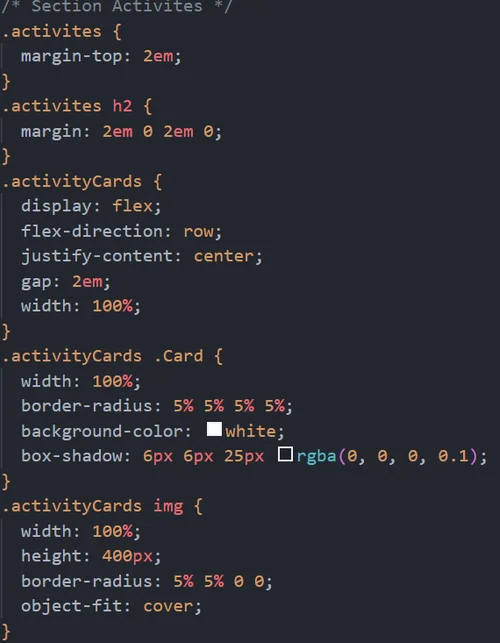 /* Section Activites */
.activites {
margin-top: 2em;
}
.activites h2 {
margin: 2em 0 2em 0;
}
.activityCards {
display: flex;
flex-direction: row;
justify-content: center;
gap: 2em;
width: 100%;
}
.activityCards .Card {
width: 100%;
border-radius: 5% 5% 5% 5%;
background-color: white;
box-shadow: 6px 6px 25px rgba(0, 0, 0, 0.1);
}
.activityCards img {
width: 100%;
height: 400px;
border-radius: 5% 5% 0 0;
object-fit: cover;
}